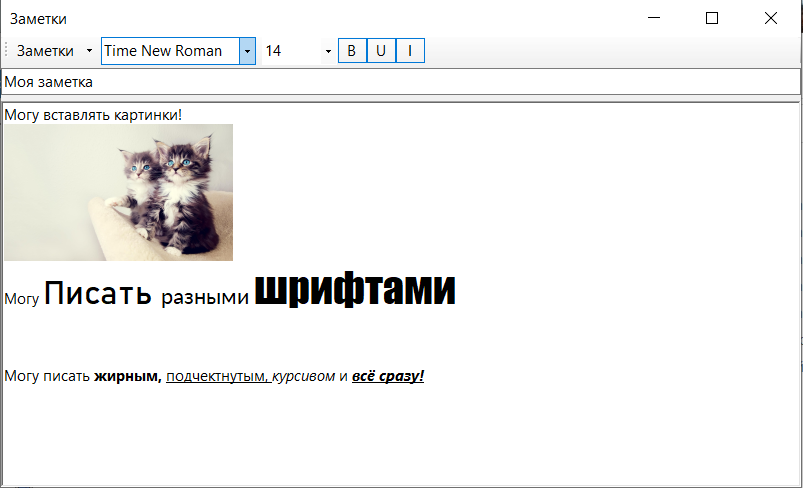 Заметки
Заметки Time New Roman 14 B U I
Моя заметка
Могу вставлять картинки!
Могу Писать разными шрифтами
Могу писать жирным, подчектнутым, курсивом и всё сразу!